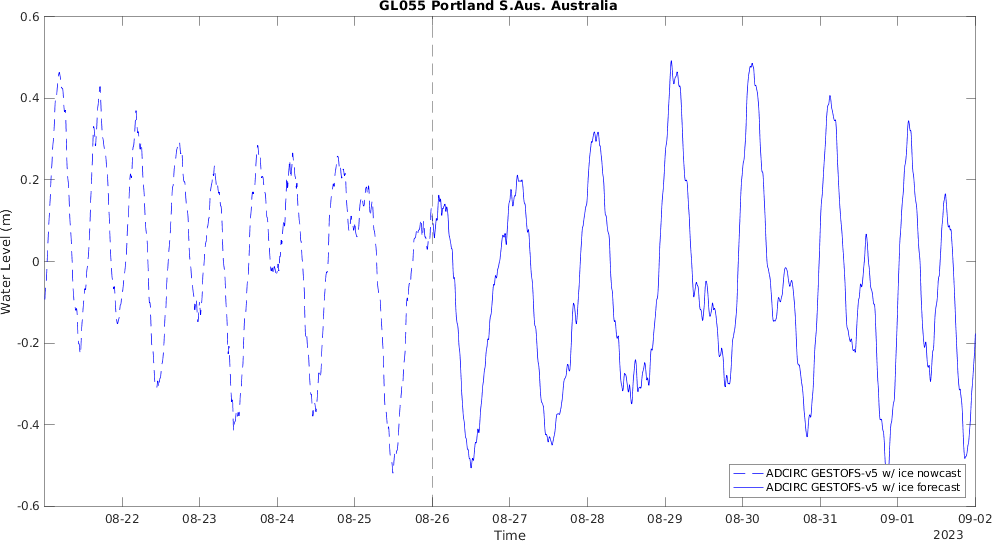 GL055 Portland S.Aus. Australia
0.6
0.4
0.2
0
-0.2
-0.4
-0.6
Water Level (m)
ADCIRC GESTOFS-v5 w/ ice nowcast
ADCIRC GESTOFS-v5 w/ ice forecast
08-22 08-23 08-24 08-25 08-26 08-27 08-28 08-29 08-30 08-31 09-01 09-02
Time
2023